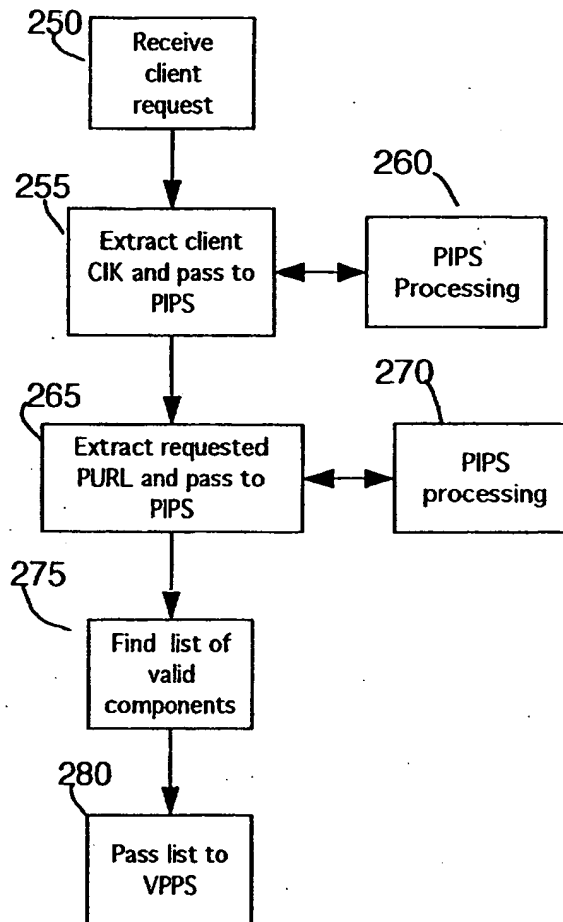 250
Receive
client
request
255
Extract client
CIK and pass to
PIPS
260
PIPS
Processing
265
Extract requested
PURL and pass to
PIPS
270
PIPS
processing
275
Find list of
valid
components
280
Pass list to
VPPS